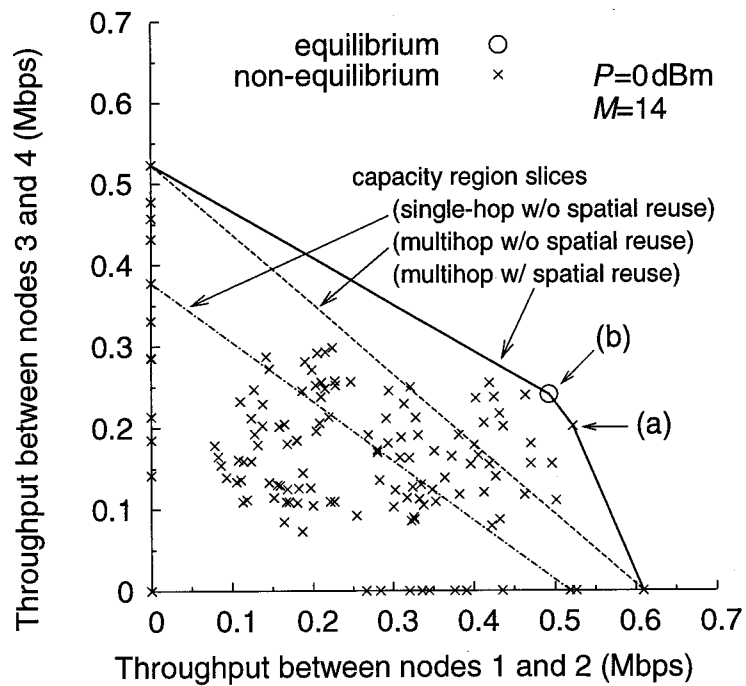 0.7
equilibrium
non-equilibrium
P=0 dBm
M=14
0.6
0.5
capacity region slices
(single-hop w/o spatial reuse)
(multihop w/o spatial reuse)
(multihop w/ spatial reuse)
0.4
0.3
(b)
0.2
(a)
0.1
0
0 0.1 0.2 0.3 0.4 0.5 0.6 0.7
Throughput between nodes 1 and 2 (Mbps)
Throughput between nodes 3 and 4 (Mbps)